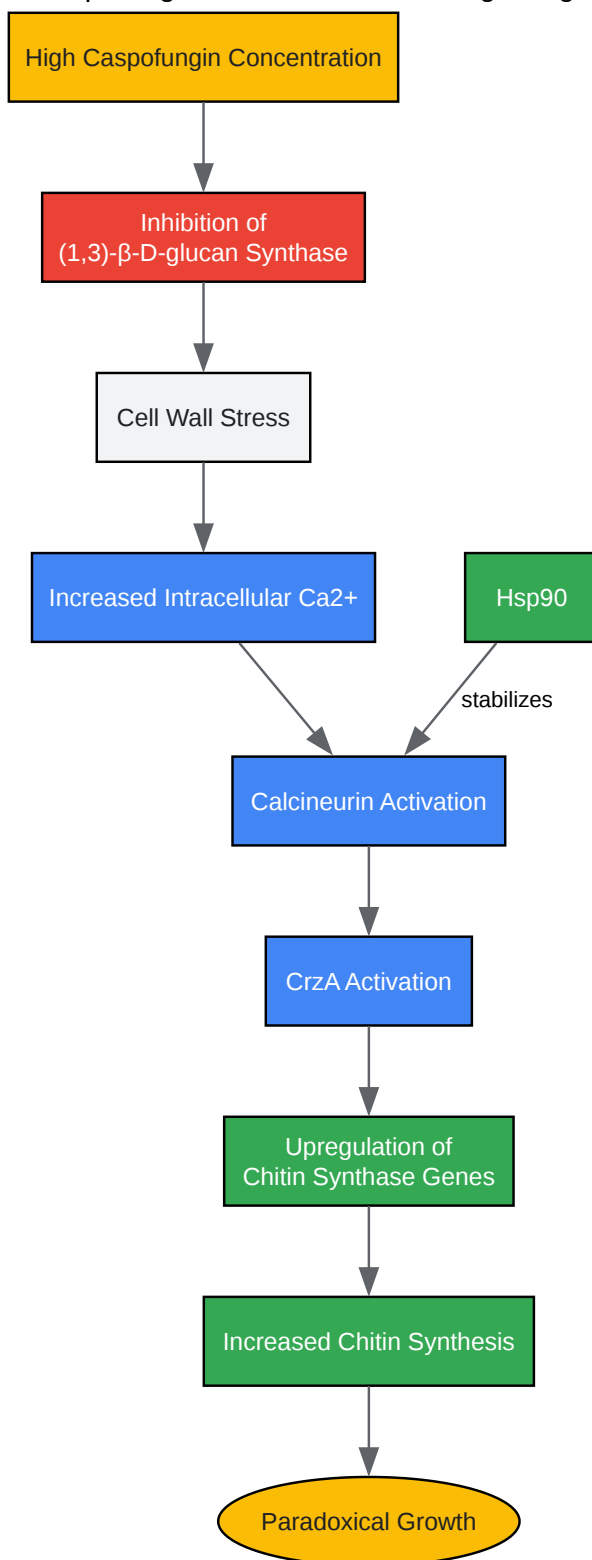 High Caspofungin Concentration
Inhibition of
(1,3)-β-D-glucan Synthase
Cell Wall Stress
Increased Intracellular Ca2+
Hsp90
stabilizes
Calcineurin Activation
CrzA Activation
Upregulation of
Chitin Synthase Genes
Increased Chitin Synthesis
Paradoxical Growth